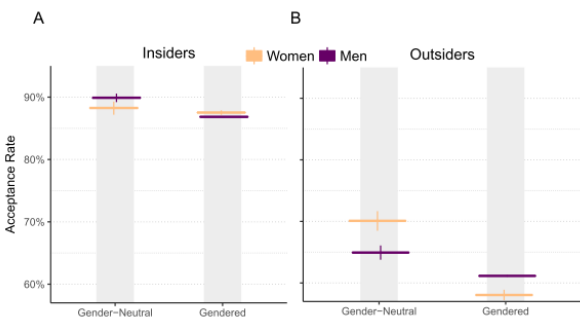 A
B
Insiders
Women
Men
Outsiders
Acceptance Rate
90%
80%
70%
60%
Gender−Neutral
Gendered
Gender−Neutral
Gendered